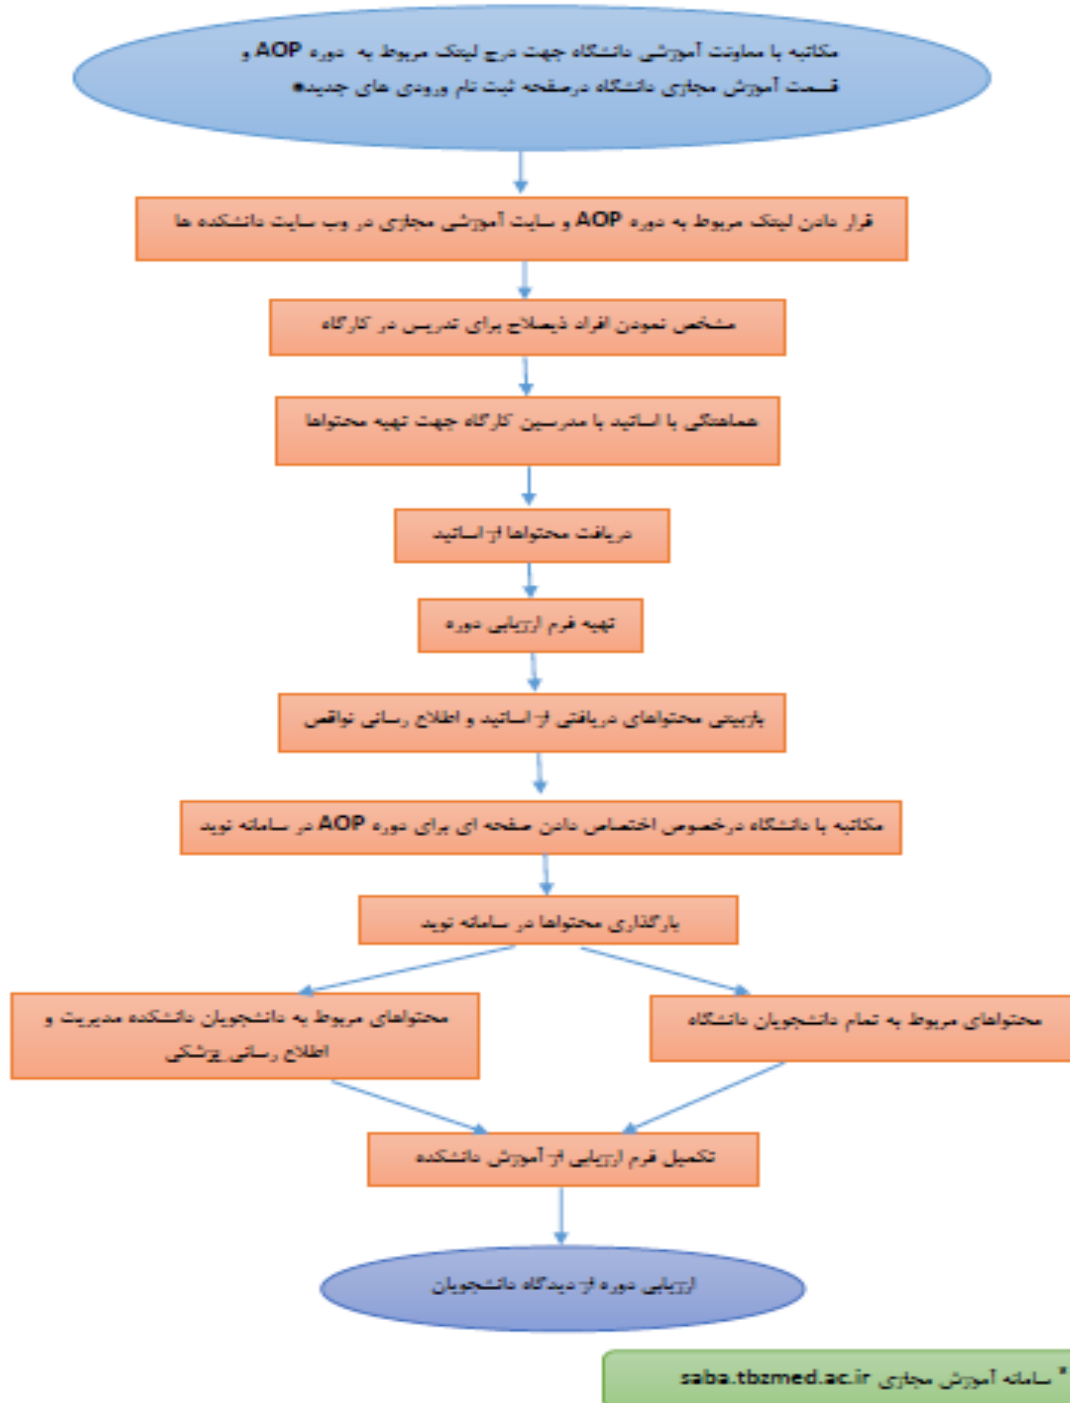 مکاتبه با معاونت آموزشی دانشگاه جهت درج لینک مربوط به دوره AOP و
قسمت آموزش مجازی دانشگاه درصفحه ثبت نام ورودی های جدید*
قرار دادن لینک مربوط به دوره AOP و سایت آموزشی مجازی در وب سایت دانشکده ها
مشخص نمودن افراد ذیصلاح برای تدریس در کارگاه
هماهنگی با اساتید با مدرسین کارگاه جهت تهیه محتواها
دریافت محتواها از اساتید
تهیه فرم ارزیابی دوره
بازبینی محتواهای دریافتی از اساتید و اطلاع رسانی نواقص
مکاتبه با دانشگاه درخصوص اختصاص دادن صفحه ای برای دوره AOP در سامانه نوید
بارگذاری محتواها در سامانه نوید
محتواهای مربوط به تمام دانشجویان دانشگاه
محتواهای مربوط به دانشجویان دانشکده مدیریت و
اطلاع رسانی پزشکی
تکمیل فرم ارزیابی از آموزش دانشکده
ارزیابی دوره از دیدگاه دانشجویان
* سامانه آموزش مجازی saba.tbzmed.ac.ir